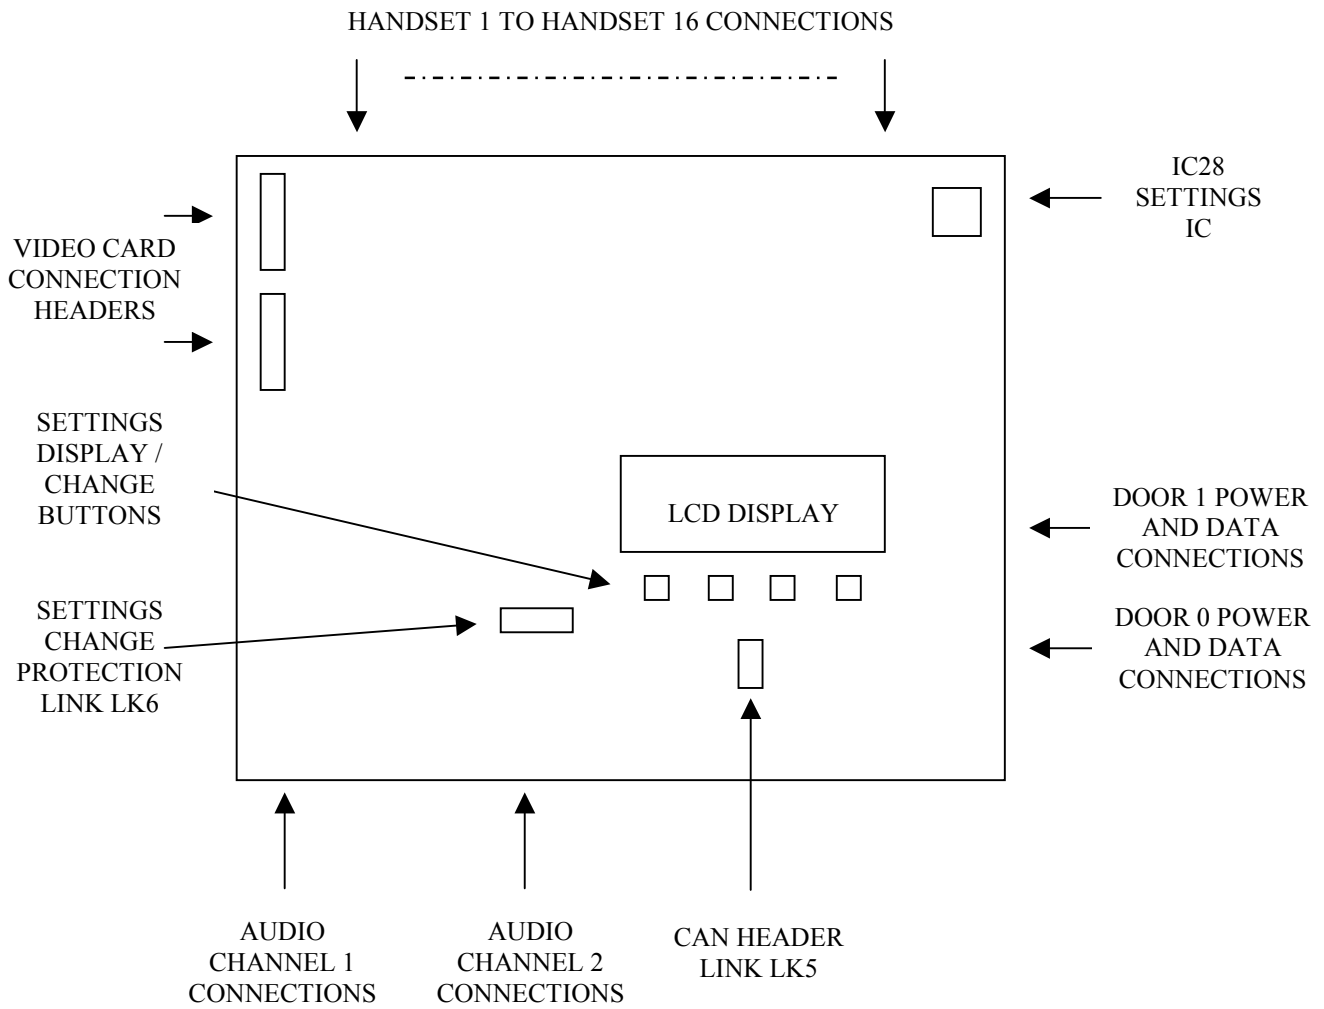 HANDSET 1 TO HANDSET 16 CONNECTIONS
IC28
SETTINGS
IC
VIDEO CARD
CONNECTION
HEADERS
SETTINGS
DISPLAY /
CHANGE
BUTTONS
LCD DISPLAY
DOOR 1 POWER
AND DATA
CONNECTIONS
SETTINGS
CHANGE
PROTECTION
LINK LK6
DOOR 0 POWER
AND DATA
CONNECTIONS
AUDIO
CHANNEL 1
CONNECTIONS
AUDIO
CHANNEL 2
CONNECTIONS
CAN HEADER
LINK LK5